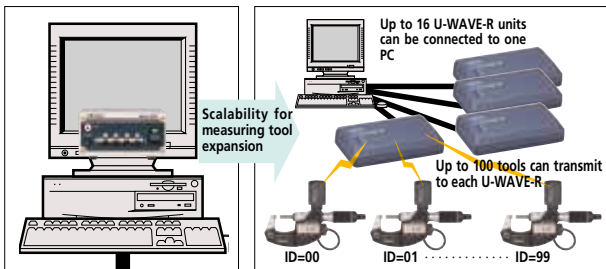 Up to 16 U-WAVE-R units
can be connected to one
PC
Scalability for
measuring tool
expansion
Up to 100 tools can transmit
to each U-WAVE-R
ID=00 ID=01 · · · · · · · · · · ID=99